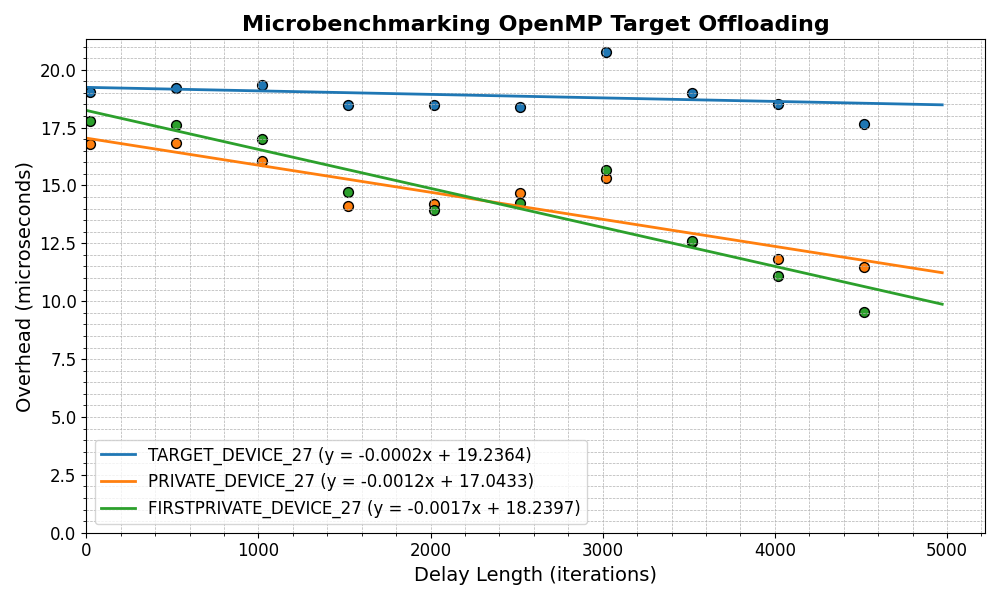 Microbenchmarking OpenMP Target Offloading
Overhead (microseconds)
20.0
17.5
15.0
12.5
10.0
7.5
5.0
2.5
0.0
TARGET_DEVICE_27 (y = -0.0002x + 19.2364)
PRIVATE_DEVICE_27 (y = -0.0012x + 17.0433)
FIRSTPRIVATE_DEVICE_27 (y = -0.0017x + 18.2397)
0 1000 2000 3000 4000 5000
Delay Length (iterations)